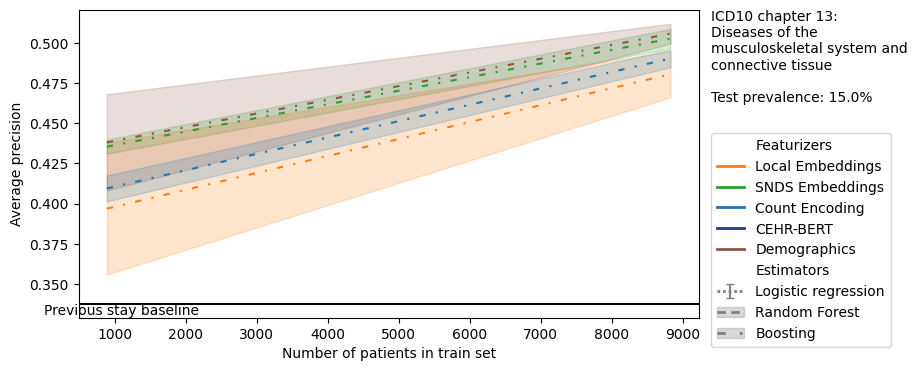 ICD10 chapter 13:
Diseases of the
musculoskeletal system and
connective tissue
Test prevalence: 15.0%
Average precision
0.500
0.475
0.450
0.425
0.400
0.375
0.350
Previous stay baseline
1000 2000 3000 4000 5000 6000 7000 8000 9000
Number of patients in train set
Featurizers
Local Embeddings
SNDS Embeddings
Count Encoding
CEHR-BERT
Demographics
Estimators
Logistic regression
Random Forest
Boosting